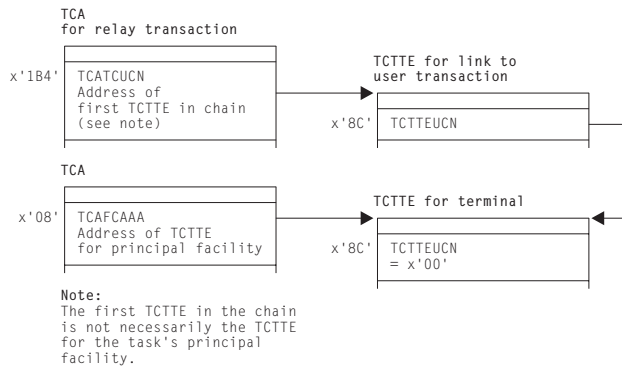 TCA
for relay transaction
x'1B4'
TCATCUCN
Address of
first TCTTE in chain
(see note)
TCTTE for link to
user transaction
x'8C'
TCTTEUCN
TCA
x'08'
TCAFCAAA
Address of TCTTE
for principal facility
TCTTE for terminal
x'8C'
TCTTEUCN
= x'00'
Note:
The first TCTTE in the chain
is not necessarily the TCTTE
for the task's principal
facility.